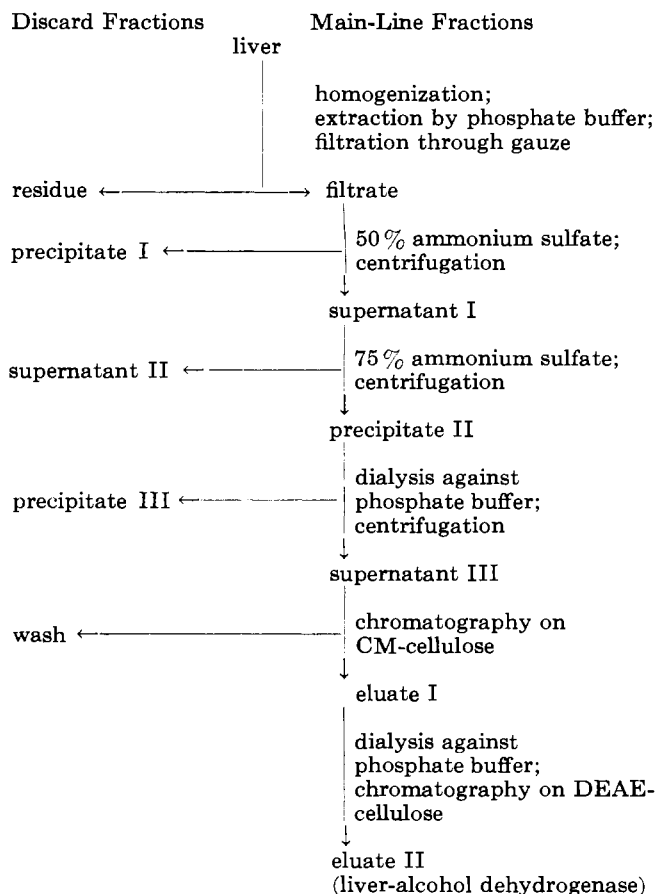 Discard Fractions
Main-Line Fractions
liver
homogenization;
extraction by phosphate buffer;
filtration through gauze
residue
filtrate
50% ammonium sulfate;
centrifugation
precipitate I
supernatant I
75% ammonium sulfate;
centrifugation
supernatant II
precipitate II
dialysis against
phosphate buffer;
centrifugation
precipitate III
supernatant III
chromatography on
CM-cellulose
wash
eluate I
dialysis against
phosphate buffer;
chromatography on DEAE-
cellulose
eluate II
(liver-alcohol dehydrogenase)